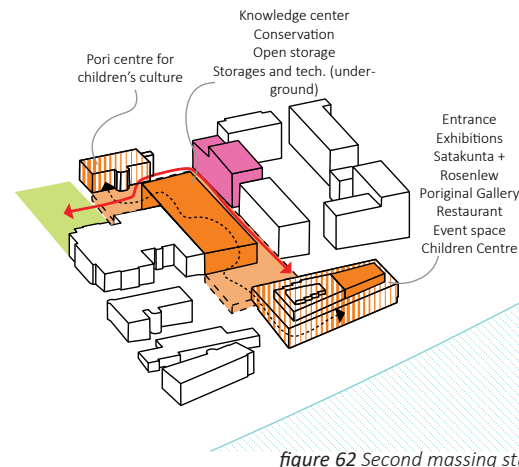 Knowledge center
Conservation
Open storage
Storages and tech. (under-
ground)
Pori centre for
children's culture
Entrance
Exhibitions
Satakunta +
Rosenlew
Poriginal Gallery
Restaurant
Event space
Children Centre
figure 62 Second massing st